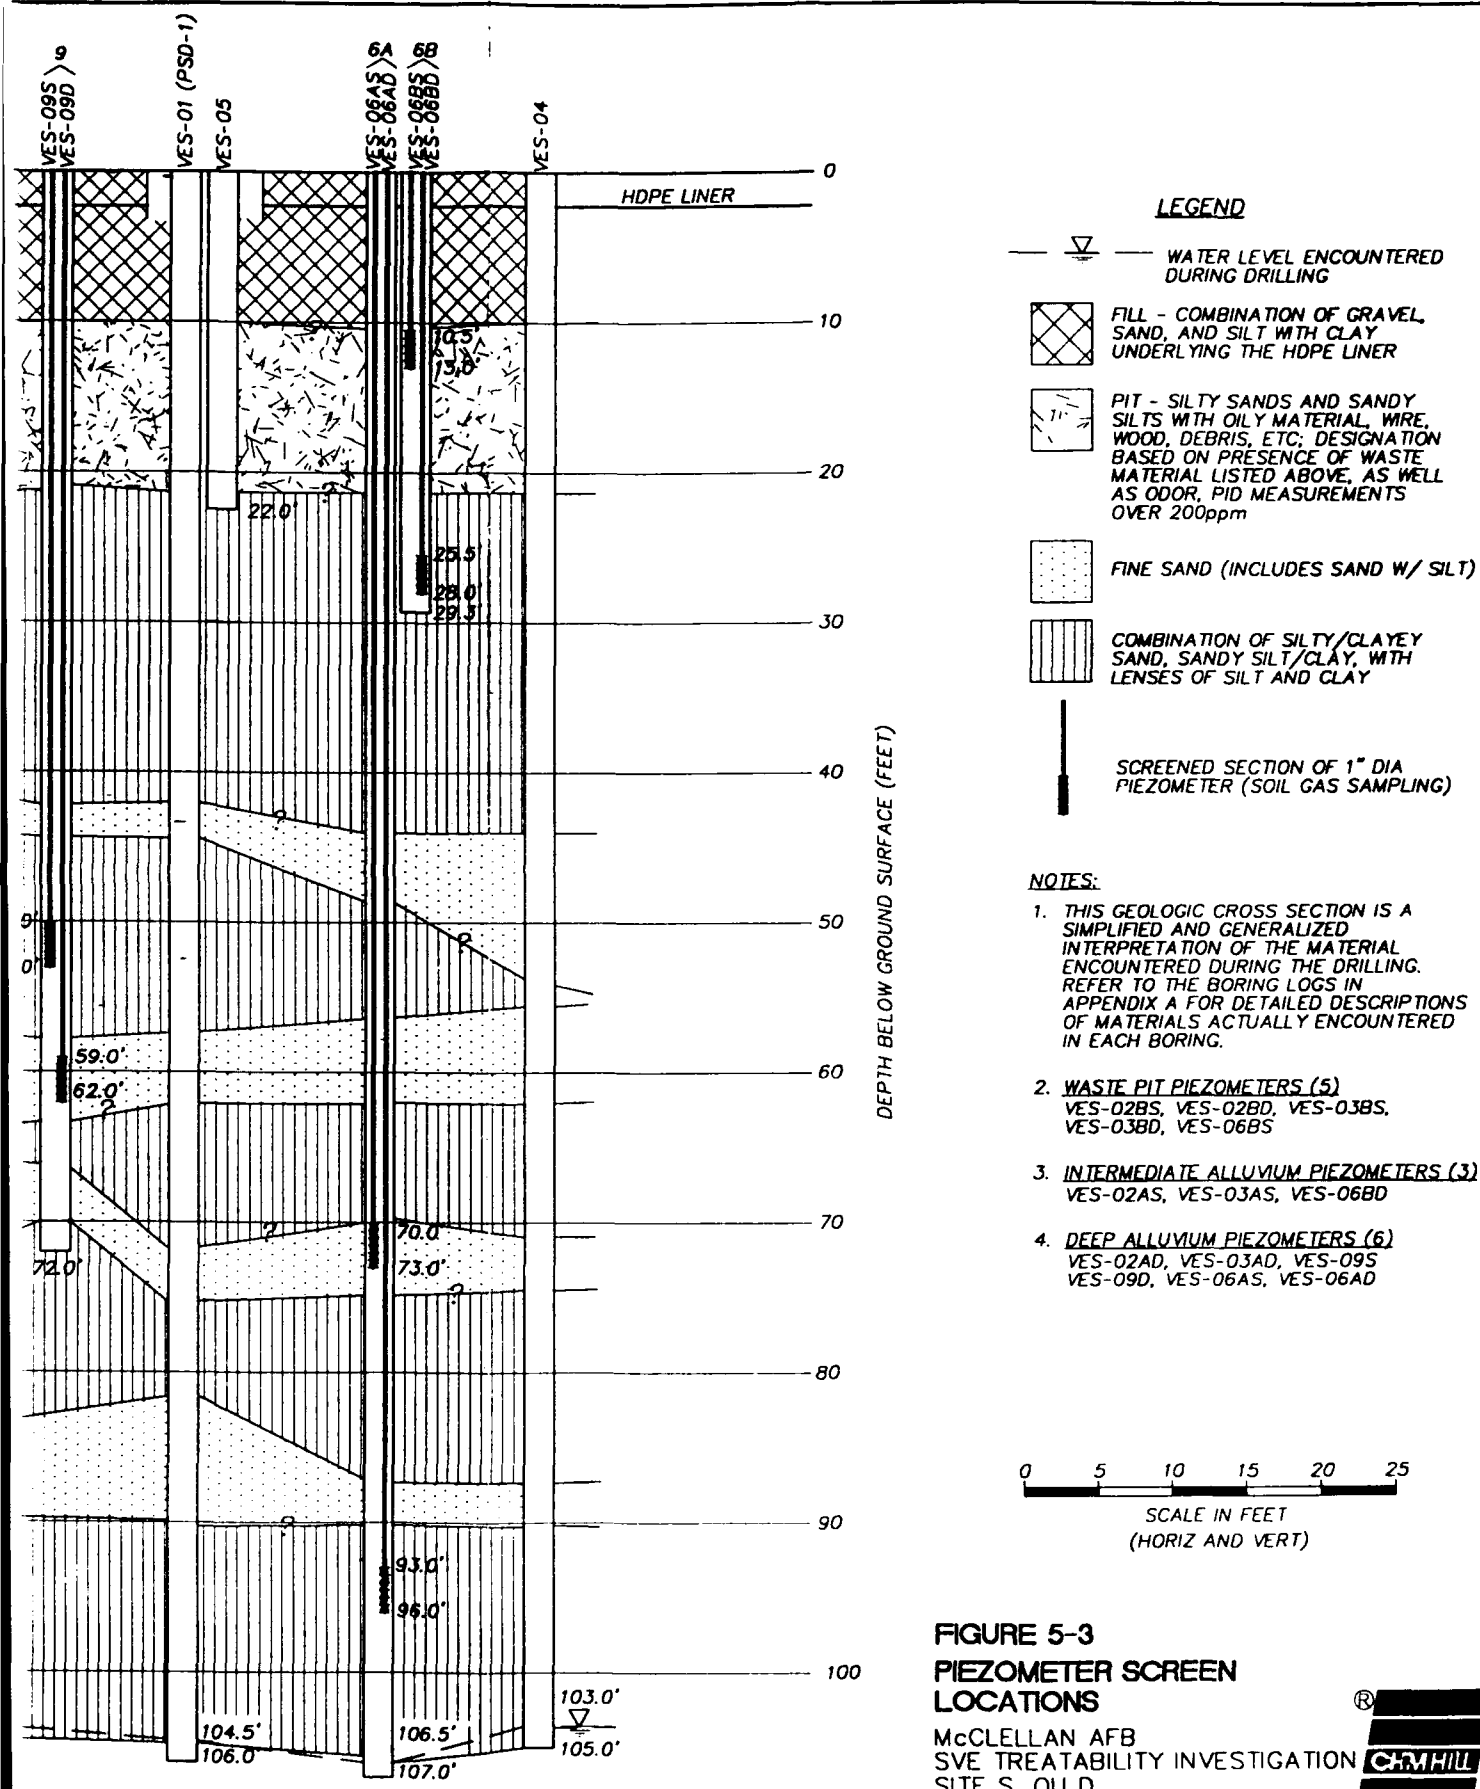 VES-09S
VES-09D
9
VES-01 (PSD-1)
VES-05
VES-06AS
VES-06AD
6A
VES-06BS
VES-06BD
6B
VES-04
0
HDPE LINER
10
10.5'
13.0'
20
22.0'
25.5'
28.0'
29.3'
30
40
?
50
0'
?
59.0'
60
62.0'
?
70
70.0'
?
72.0'
73.0'
?
80
90
?
93.0'
96.0'
100
103.0'
104.5'
106.5'
106.0'
105.0'
107.0'
DEPTH BELOW GROUND SURFACE (FEET)
LEGEND
WATER LEVEL ENCOUNTERED
DURING DRILLING
FILL - COMBINATION OF GRAVEL,
SAND, AND SILT WITH CLAY
UNDERLYING THE HDPE LINER
PIT - SILTY SANDS AND SANDY
SILTS WITH OILY MATERIAL, WIRE,
WOOD, DEBRIS, ETC; DESIGNATION
BASED ON PRESENCE OF WASTE
MATERIAL LISTED ABOVE, AS WELL
AS ODOR, PID MEASUREMENTS
OVER 200ppm
FINE SAND (INCLUDES SAND W/ SILT)
COMBINATION OF SILTY/CLAYEY
SAND, SANDY SILT/CLAY, WITH
LENSES OF SILT AND CLAY
SCREENED SECTION OF 1" DIA
PIEZOMETER (SOIL GAS SAMPLING)
NOTES:
1. THIS GEOLOGIC CROSS SECTION IS A
SIMPLIFIED AND GENERALIZED
INTERPRETATION OF THE MATERIAL
ENCOUNTERED DURING THE DRILLING.
REFER TO THE BORING LOGS IN
APPENDIX A FOR DETAILED DESCRIPTIONS
OF MATERIALS ACTUALLY ENCOUNTERED
IN EACH BORING.
2. WASTE PIT PIEZOMETERS (5)
VES-02BS, VES-02BD, VES-03BS,
VES-03BD, VES-06BS
3. INTERMEDIATE ALLUVIUM PIEZOMETERS (3)
VES-02AS, VES-03AS, VES-06BD
4. DEEP ALLUVIUM PIEZOMETERS (6)
VES-02AD, VES-03AD, VES-09S
VES-09D, VES-06AS, VES-06AD
0 5 10 15 20 25
SCALE IN FEET
(HORIZ AND VERT)
FIGURE 5-3
PIEZOMETER SCREEN
LOCATIONS
McCLELLAN AFB
SVE TREATABILITY INVESTIGATION
SITE S, OU D
®
CH2M HILL